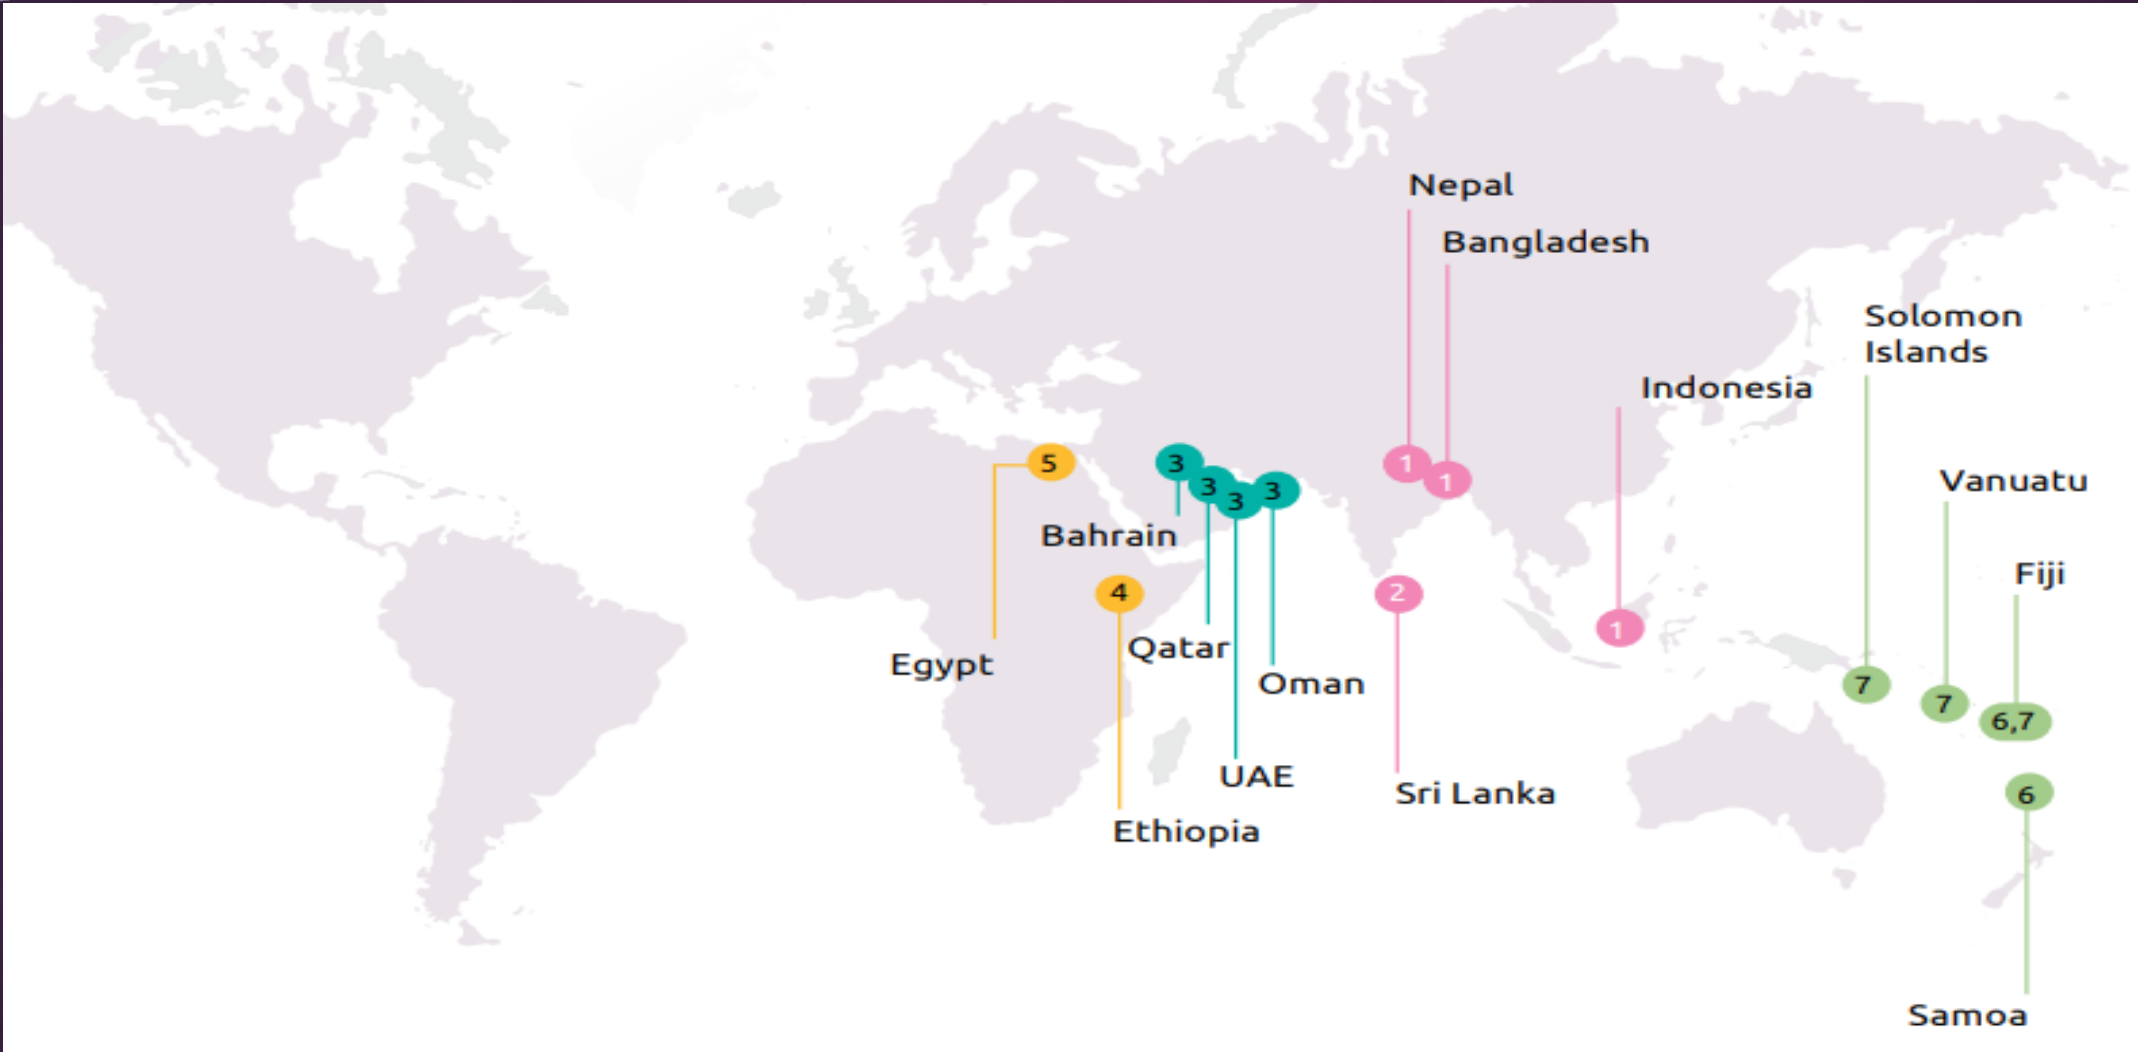 Nepal
Bangladesh
Solomon
Islands
Indonesia
5
3
3
3
3
1
1
Vanuatu
Bahrain
Fiji
4
2
1
Qatar
Egypt
Oman
7
7
6,7
UAE
Sri Lanka
6
Ethiopia
Samoa